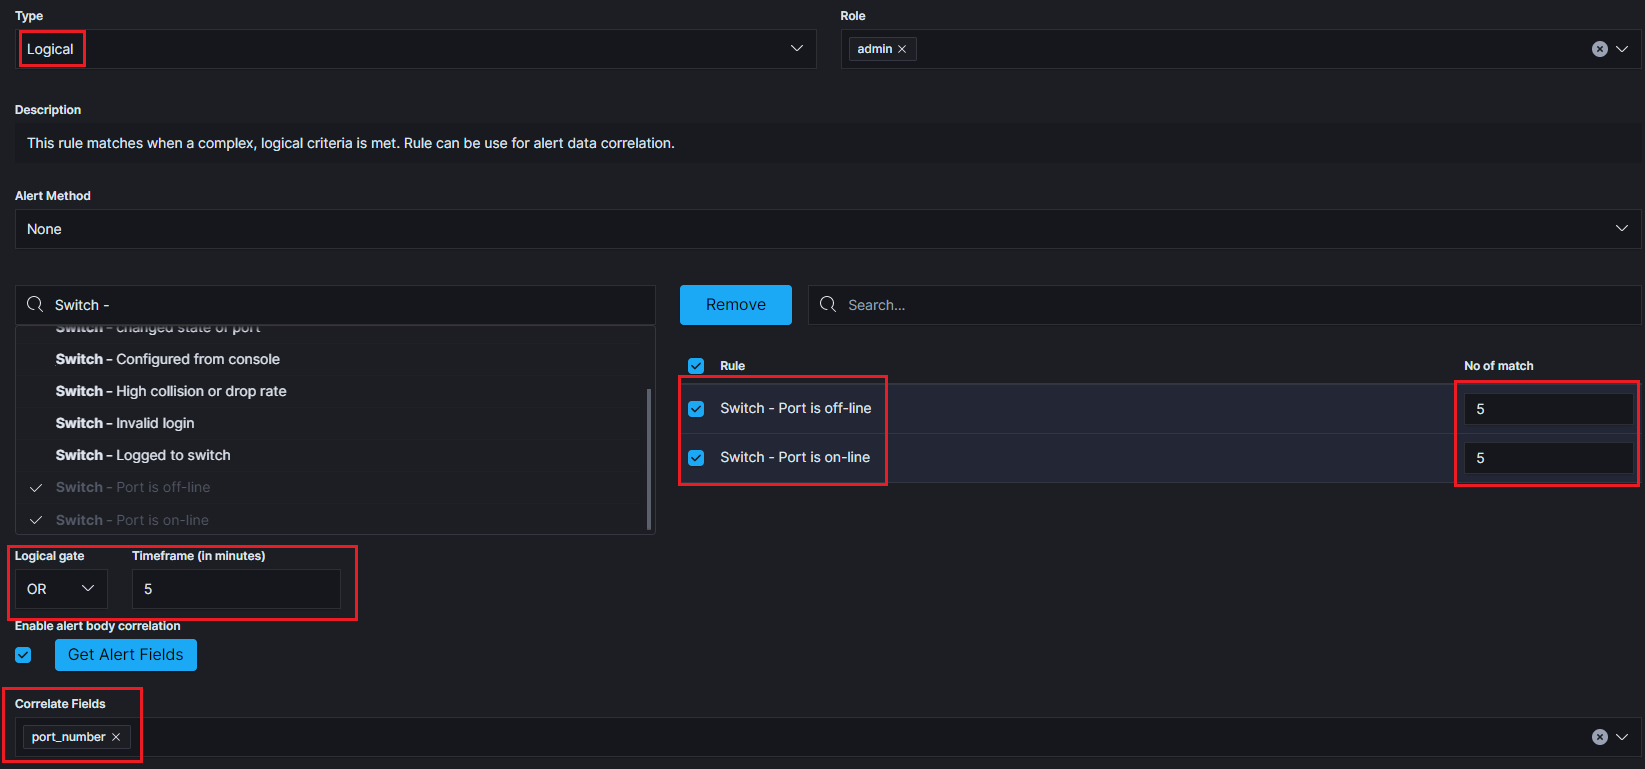 Type
Logical
Role
admin
Description
This rule matches when a complex, logical criteria is met. Rule can be use for alert data correlation.
Alert Method
None
Switch -
Switch - changed state of port
Switch - Configured from console
Switch - High collision or drop rate
Switch - Invalid login
Switch - Logged to switch
Switch - Port is off-line
Switch - Port is on-line
Remove
Search...
Rule
No of match
Switch - Port is off-line
5
Switch - Port is on-line
5
Logical gate
Timeframe (in minutes)
OR
5
Enable alert body correlation
Get Alert Fields
Correlate Fields
port_number